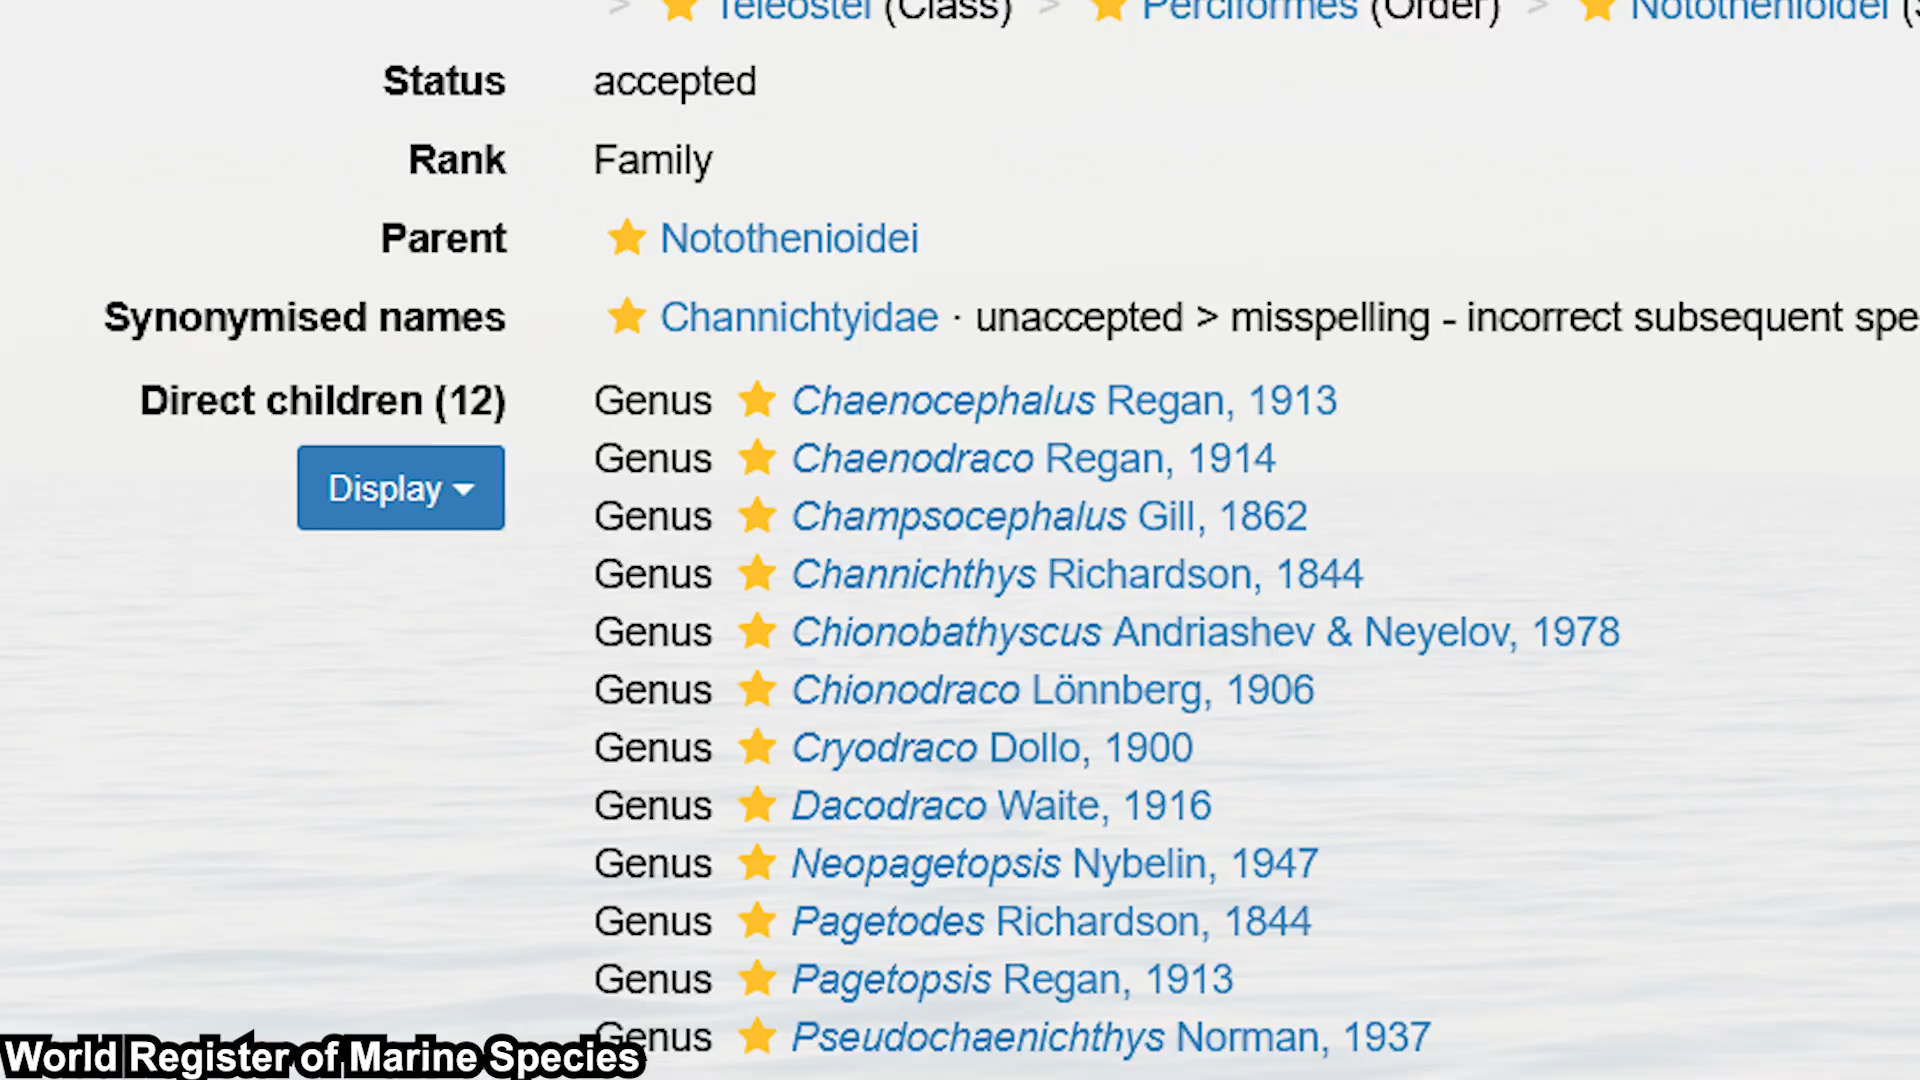 > Teleostei (Class) > Perciformes (Order) > Notothenioidei (
Status accepted
Rank Family
Parent Notothenioidei
Synonymised names Channichtyidae · unaccepted > misspelling - incorrect subsequent spe
Direct children (12) Genus Chaenocephalus Regan, 1913
Display
Genus Chaenodraco Regan, 1914
Genus Champsocephalus Gill, 1862
Genus Channichthys Richardson, 1844
Genus Chionobathyscus Andriashev & Neyelov, 1978
Genus Chionodraco Lönnberg, 1906
Genus Cryodraco Dollo, 1900
Genus Dacodraco Waite, 1916
Genus Neopagetopsis Nybelin, 1947
Genus Pagetodes Richardson, 1844
Genus Pagetopsis Regan, 1913
Genus Pseudochaenichthys Norman, 1937
World Register of Marine Species